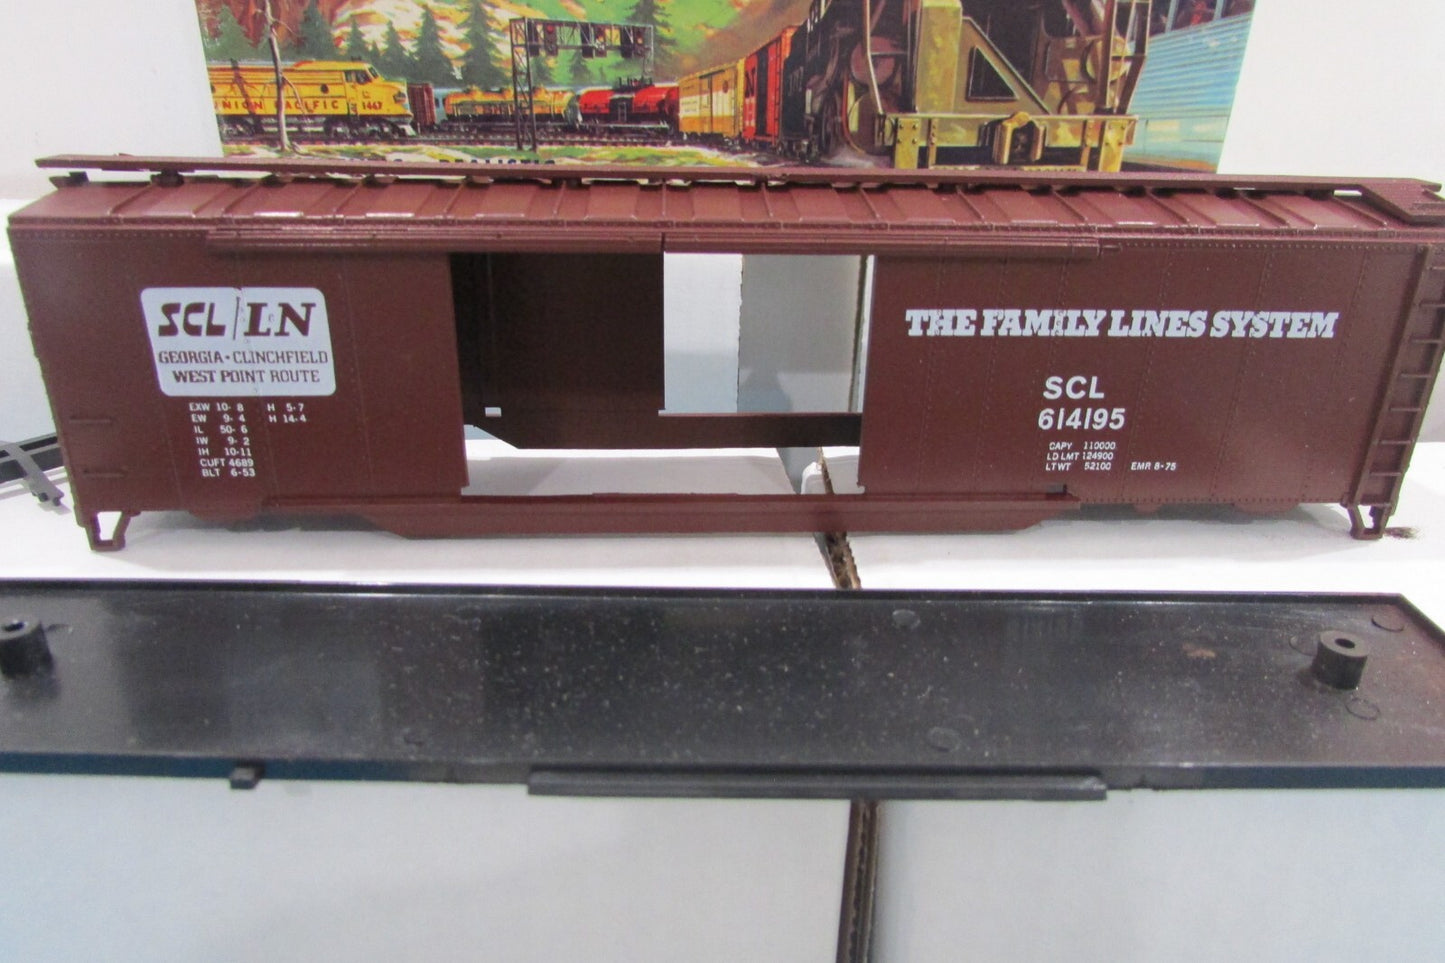 UNION PACIFIC 1467
SCL/LN
GEORGIA • CLINCHFIELD
WEST POINT ROUTE
EXW 10- 8 H 5-7
EW 9- 4 H 14-4
IL 50- 6
IW 9- 2
IH 10-11
CUFT 4689
BLT 6-53
THE FAMILY LINES SYSTEM
SCL
614195
CAPY 110000
LD LMT 124900
LT WT 52100 EMR 8-75